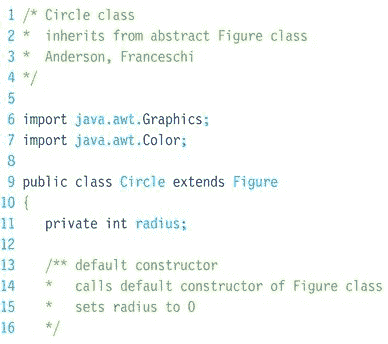 1 /* Circle class
2 *  inherits from abstract Figure class
3 *  Anderson, Franceschi
4 */
5
6 import java.awt.Graphics;
7 import java.awt.Color;
8
9 public class Circle extends Figure
10 {
11    private int radius;
12
13    /** default constructor
14    *   calls default constructor of Figure class
15    *   sets radius to 0
16    */